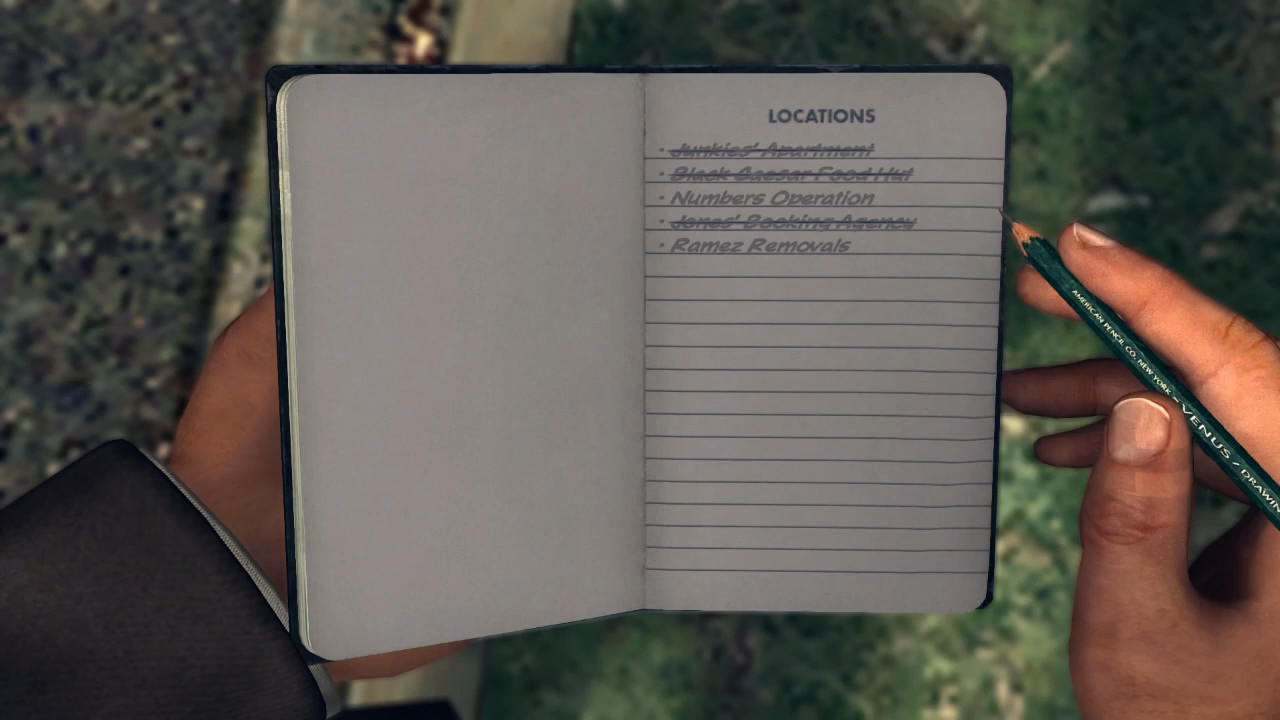 LOCATIONS
• Junkies' Apartment
• Black Caesar Food Hut
• Numbers Operation
• Jones' Booking Agency
• Ramez Removals
AMERICAN PENCIL CO. NEW YORK VENUS / DRAWIN